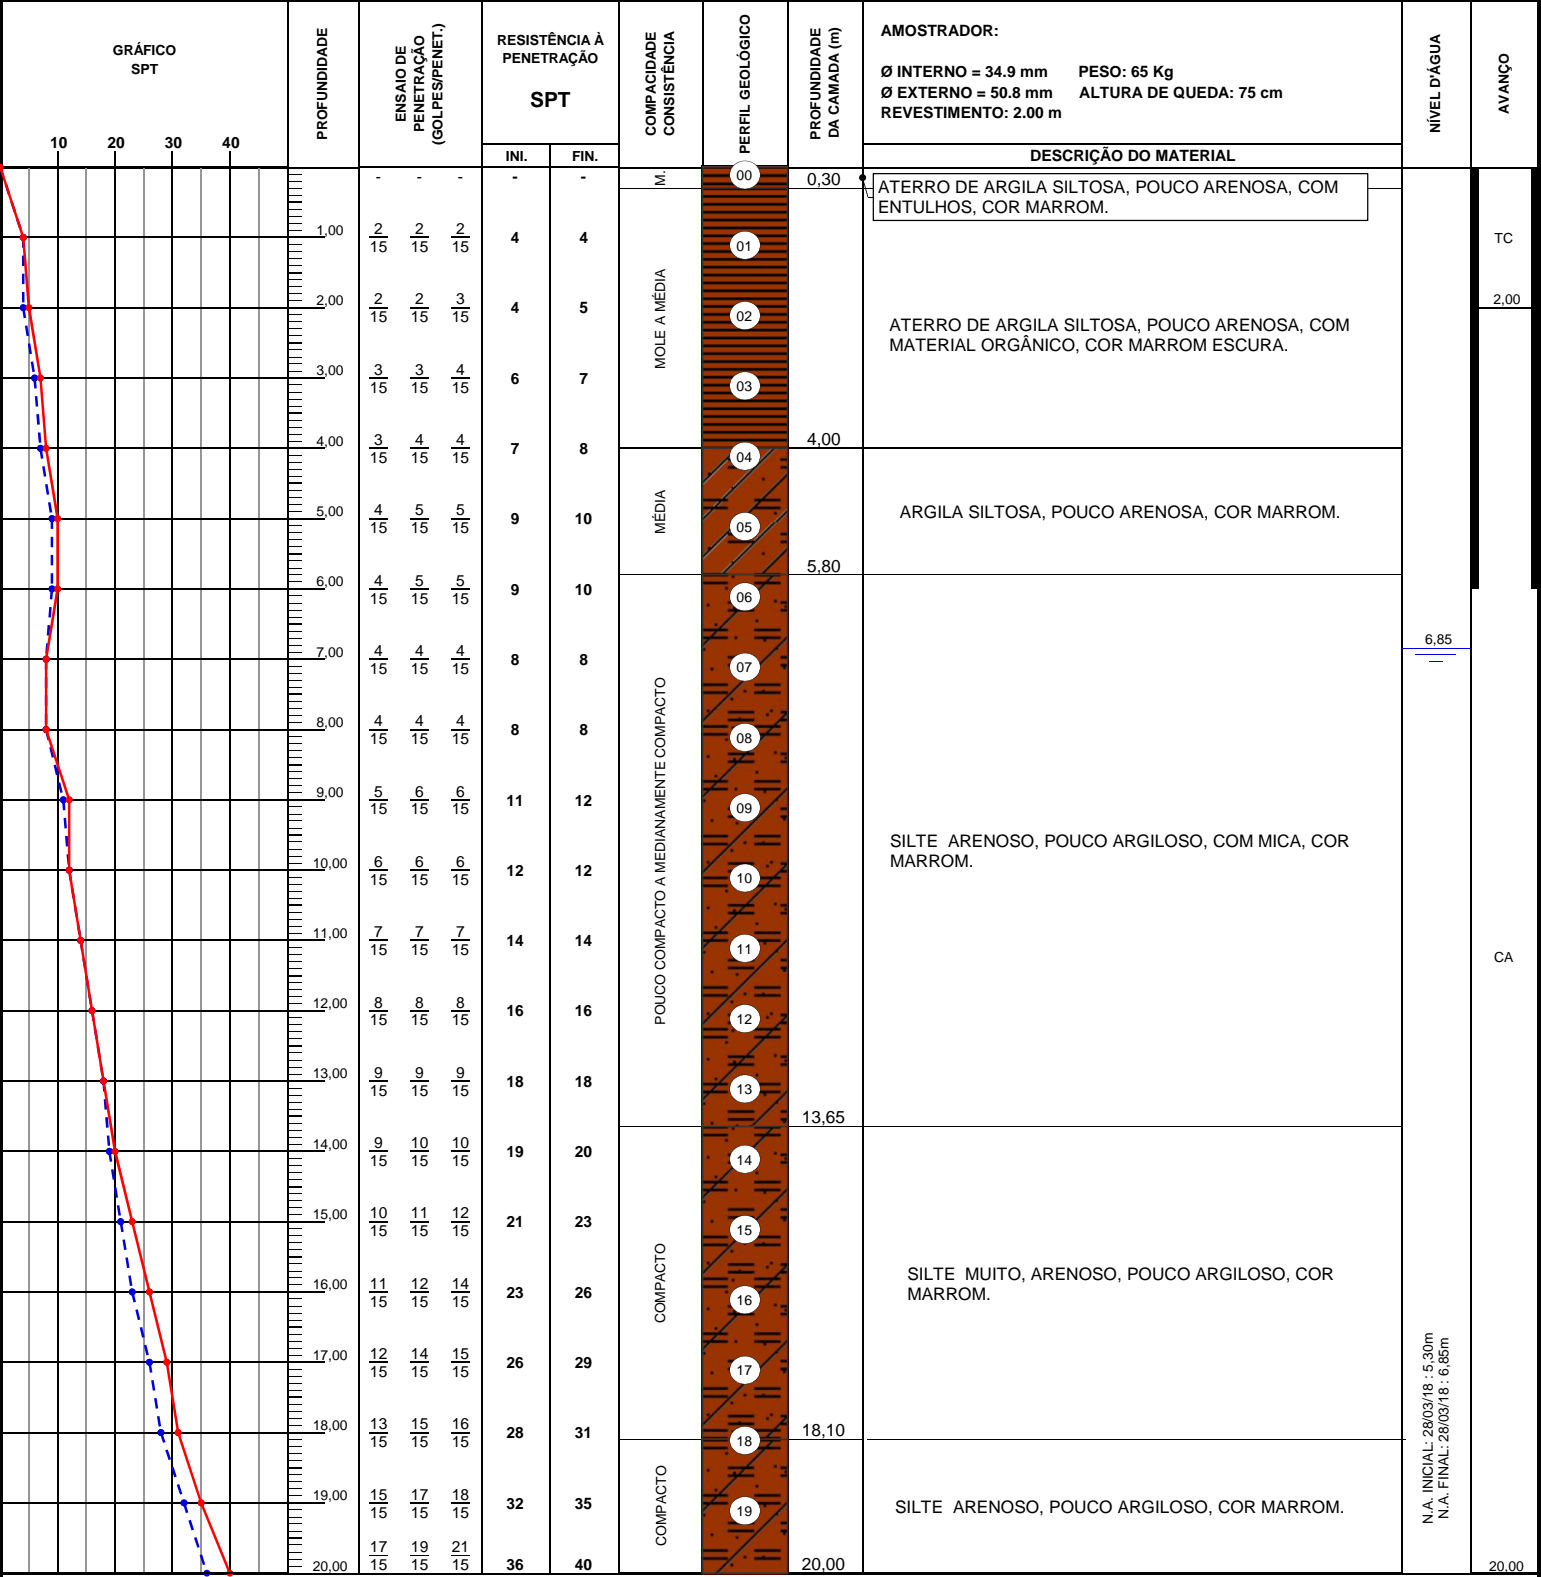 GRÁFICO
SPT
10 20 30 40
PROFUNDIDADE
ENSAIO DE
PENETRAÇÃO
(GOLPES/PENET.)
RESISTÊNCIA À
PENETRAÇÃO
SPT
INI. FIN.
COMPACIDADE
CONSISTÊNCIA
PERFIL GEOLÓGICO
PROFUNDIDADE
DA CAMADA (m)
AMOSTRADOR:
Ø INTERNO = 34.9 mm PESO: 65 Kg
Ø EXTERNO = 50.8 mm ALTURA DE QUEDA: 75 cm
REVESTIMENTO: 2.00 m
DESCRIÇÃO DO MATERIAL
NÍVEL D'ÁGUA
AVANÇO
- - - - -
1,00 2/15 2/15 2/15 4 4
2,00 2/15 2/15 3/15 4 5
3,00 3/15 3/15 4/15 6 7
4,00 3/15 4/15 4/15 7 8
5,00 4/15 5/15 5/15 9 10
6,00 4/15 5/15 5/15 9 10
7,00 4/15 4/15 4/15 8 8
8,00 4/15 4/15 4/15 8 8
9,00 5/15 6/15 6/15 11 12
10,00 6/15 6/15 6/15 12 12
11,00 7/15 7/15 7/15 14 14
12,00 8/15 8/15 8/15 16 16
13,00 9/15 9/15 9/15 18 18
14,00 9/15 10/15 10/15 19 20
15,00 10/15 11/15 12/15 21 23
16,00 11/15 12/15 14/15 23 26
17,00 12/15 14/15 15/15 26 29
18,00 13/15 15/15 16/15 28 31
19,00 15/15 17/15 18/15 32 35
20,00 17/15 19/15 21/15 36 40
M.
MOLE A MÉDIA
MÉDIA
POUCO COMPACTO A MEDIANAMENTE COMPACTO
COMPACTO
COMPACTO
00
01
02
03
04
05
06
07
08
09
10
11
12
13
14
15
16
17
18
19
0,30
4,00
5,80
13,65
18,10
20,00
ATERRO DE ARGILA SILTOSA, POUCO ARENOSA, COM
ENTULHOS, COR MARROM.
ATERRO DE ARGILA SILTOSA, POUCO ARENOSA, COM
MATERIAL ORGÂNICO, COR MARROM ESCURA.
ARGILA SILTOSA, POUCO ARENOSA, COR MARROM.
SILTE ARENOSO, POUCO ARGILOSO, COM MICA, COR
MARROM.
SILTE MUITO, ARENOSO, POUCO ARGILOSO, COR
MARROM.
SILTE ARENOSO, POUCO ARGILOSO, COR MARROM.
6,85
N.A. INICIAL: 28/03/18 : 5,30m
N.A. FINAL: 28/03/18 : 6,85m
TC
2,00
CA
20,00